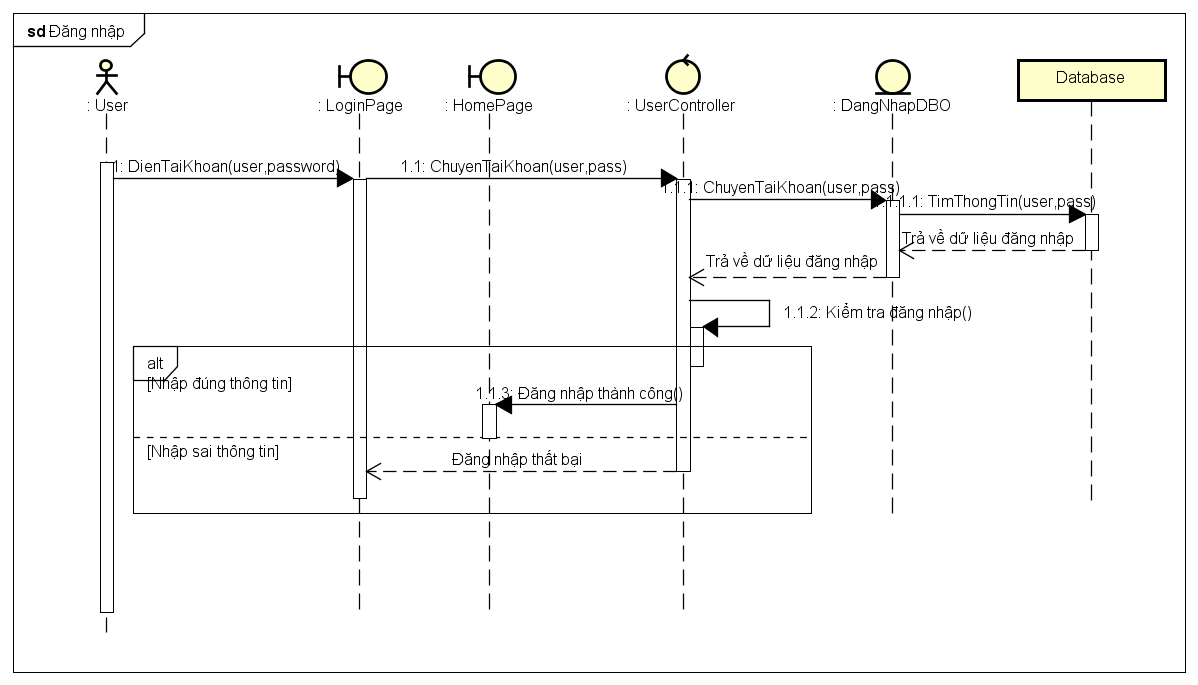 sd Đăng nhập
: User
: LoginPage
: HomePage
: UserController
: DangNhapDBO
Database
1: DienTaiKhoan(user,password)
1.1: ChuyenTaiKhoan(user,pass)
1.1.1: ChuyenTaiKhoan(user,pass)
1.1.1.1: TimThongTin(user,pass)
Trả về dữ liệu đăng nhập
Trả về dữ liệu đăng nhập
1.1.2: Kiểm tra đăng nhập()
alt
[Nhập đúng thông tin]
1.1.3: Đăng nhập thành công()
[Nhập sai thông tin]
Đăng nhập thất bại